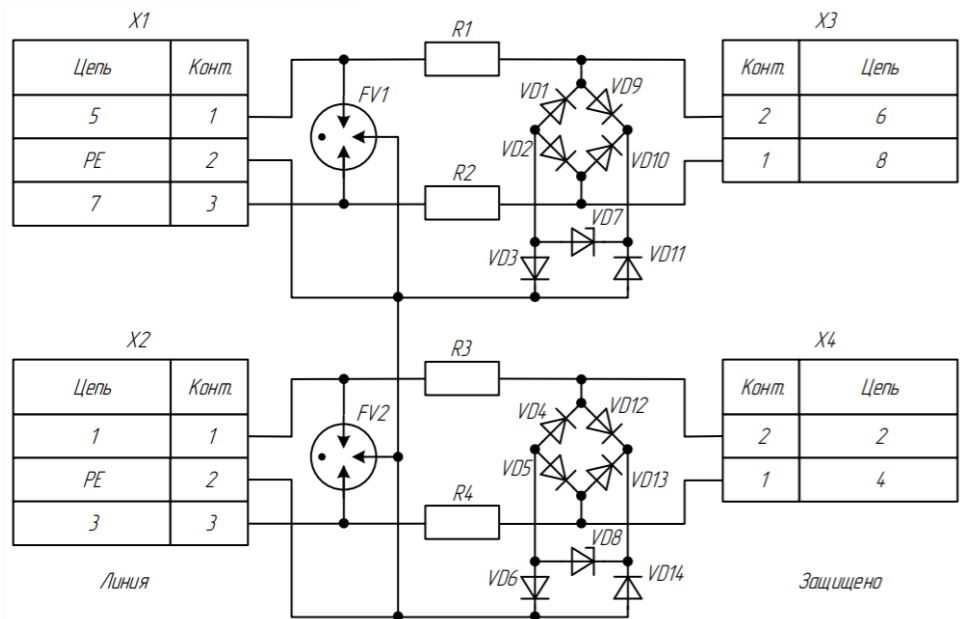 X1
Цепь Конт.
5 1
PE 2
7 3
R1
FV1
R2
VD1
VD9
VD2
VD10
VD7
VD3
VD11
X3
Конт. Цепь
2 6
1 8
X2
Цепь Конт.
1 1
PE 2
3 3
Линия
R3
FV2
R4
VD4
VD12
VD5
VD13
VD8
VD6
VD14
X4
Конт. Цепь
2 2
1 4
Защищено